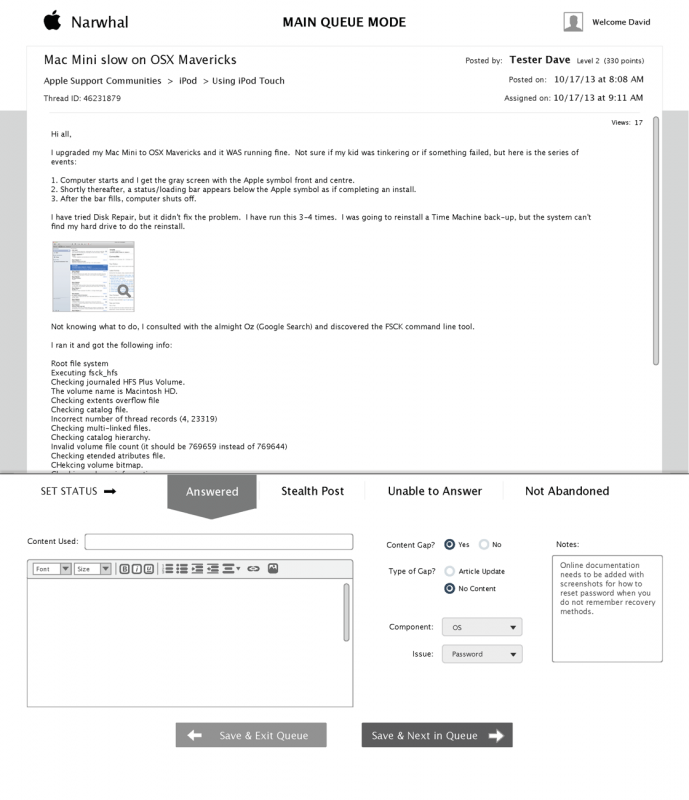 Narwhal
MAIN QUEUE MODE
Welcome David
Mac Mini slow on OSX Mavericks
Posted by: Tester Dave Level 2 (330 points)
Apple Support Communities > iPod > Using iPod Touch
Posted on: 10/17/13 at 8:08 AM
Thread ID: 46231879
Assigned on: 10/17/13 at 9:11 AM
Views: 17
Hi all,
I upgraded my Mac Mini to OSX Mavericks and it WAS running fine. Not sure if my kid was tinkering or if something failed, but here is the series of
events:
1. Computer starts and I get the gray screen with the Apple symbol front and centre.
2. Shortly thereafter, a status/loading bar appears below the Apple symbol as if completing an install.
3. After the bar fills, computer shuts off.
I have tried Disk Repair, but it didn't fix the problem. I have run this 3-4 times. I was going to reinstall a Time Machine back-up, but the system can't
find my hard drive to do the reinstall.
Not knowing what to do, I consulted with the almight Oz (Google Search) and discovered the FSCK command line tool.
I ran it and got the following info:
Root file system
Executing fsck_hfs
Checking journaled HFS Plus Volume.
The volume name is Macintosh HD.
Checking extents overflow file
CHecking catalog file.
Incorrect number of thread records (4, 23319)
Checking multi-linked files.
Checking catalog hierarchy.
Invalid volume file count (it should be 769659 instead of 769644)
Checking etended atributes file.
CHekcing volume bitmap.
SET STATUS
Answered
Stealth Post
Unable to Answer
Not Abandoned
Content Used:
Font
Size
B I U
Content Gap? Yes No
Type of Gap? Article Update
No Content
Component: OS
Issue: Password
Notes:
Online documentation
needs to be added with
screenshots for how to
reset password when you
do not remember recovery
methods.
Save & Exit Queue
Save & Next in Queue